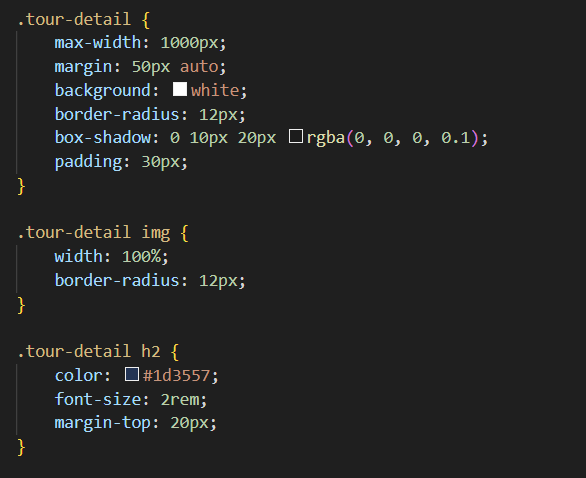 .tour-detail {
    max-width: 1000px;
    margin: 50px auto;
    background: white;
    border-radius: 12px;
    box-shadow: 0 10px 20px rgba(0, 0, 0, 0.1);
    padding: 30px;
}

.tour-detail img {
    width: 100%;
    border-radius: 12px;
}

.tour-detail h2 {
    color: #1d3557;
    font-size: 2rem;
    margin-top: 20px;
}